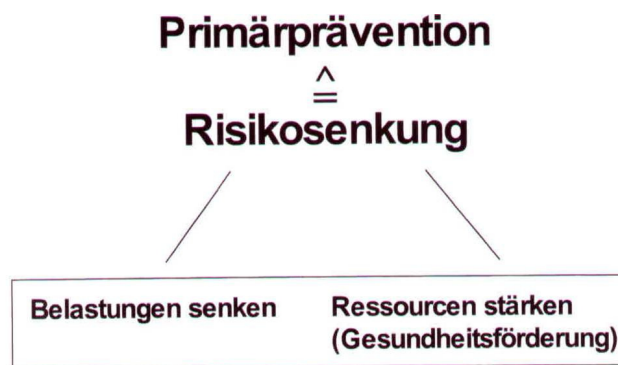 Primärprävention
≙
Risikosenkung
Belastungen senken
Ressourcen stärken
(Gesundheitsförderung)